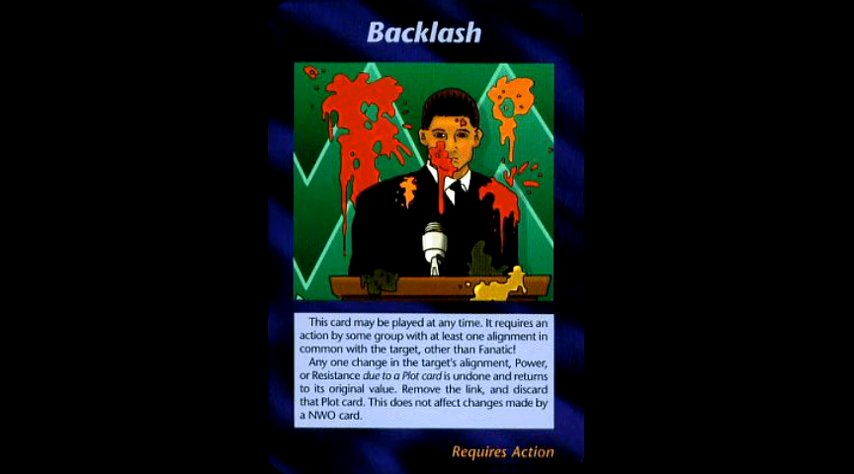 Backlash
This card may be played at any time. It requires an
action by some group with at least one alignment in
common with the target, other than Fanatic!
Any one change in the target's alignment, Power,
or Resistance due to a Plot card is undone and returns
to its original value. Remove the link, and discard
that Plot card. This does not affect changes made by
a NWO card.
Requires Action